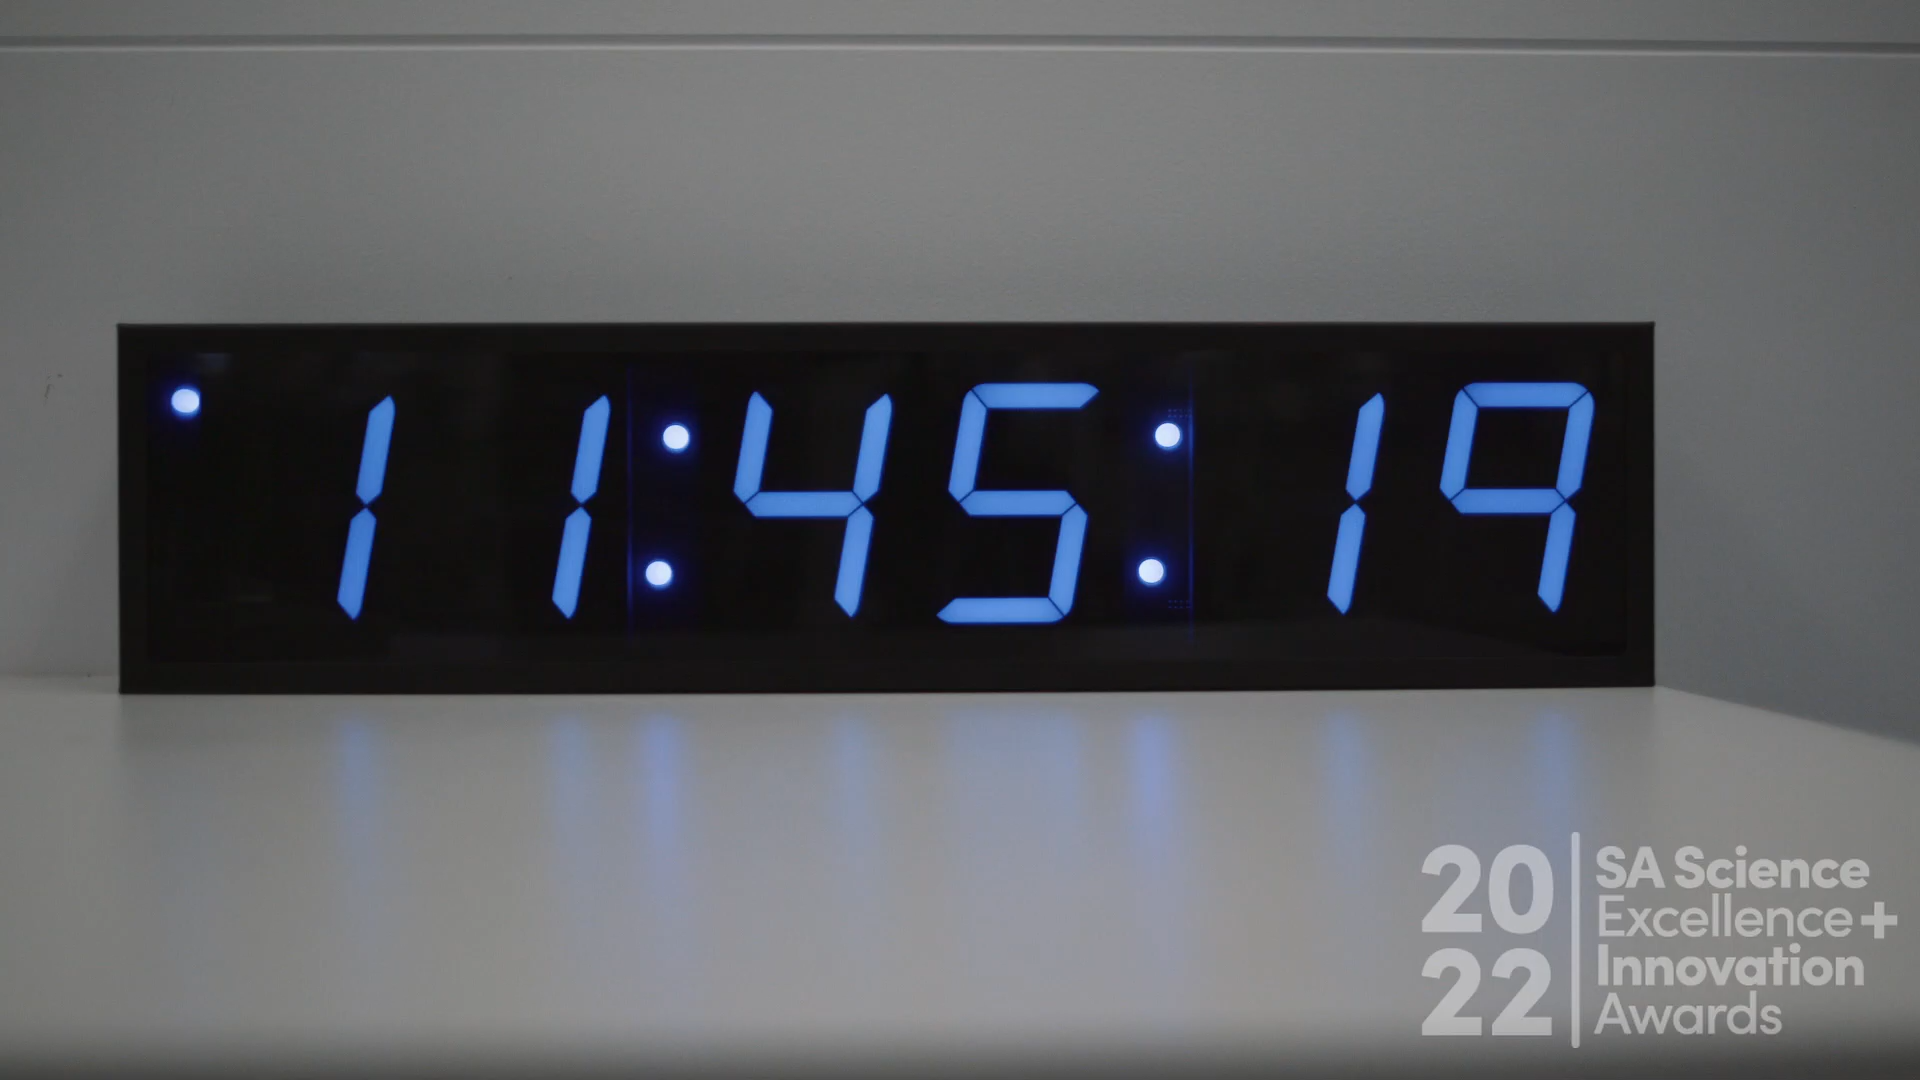 11:45:19
20
22
SA Science
Excellence+
Innovation
Awards